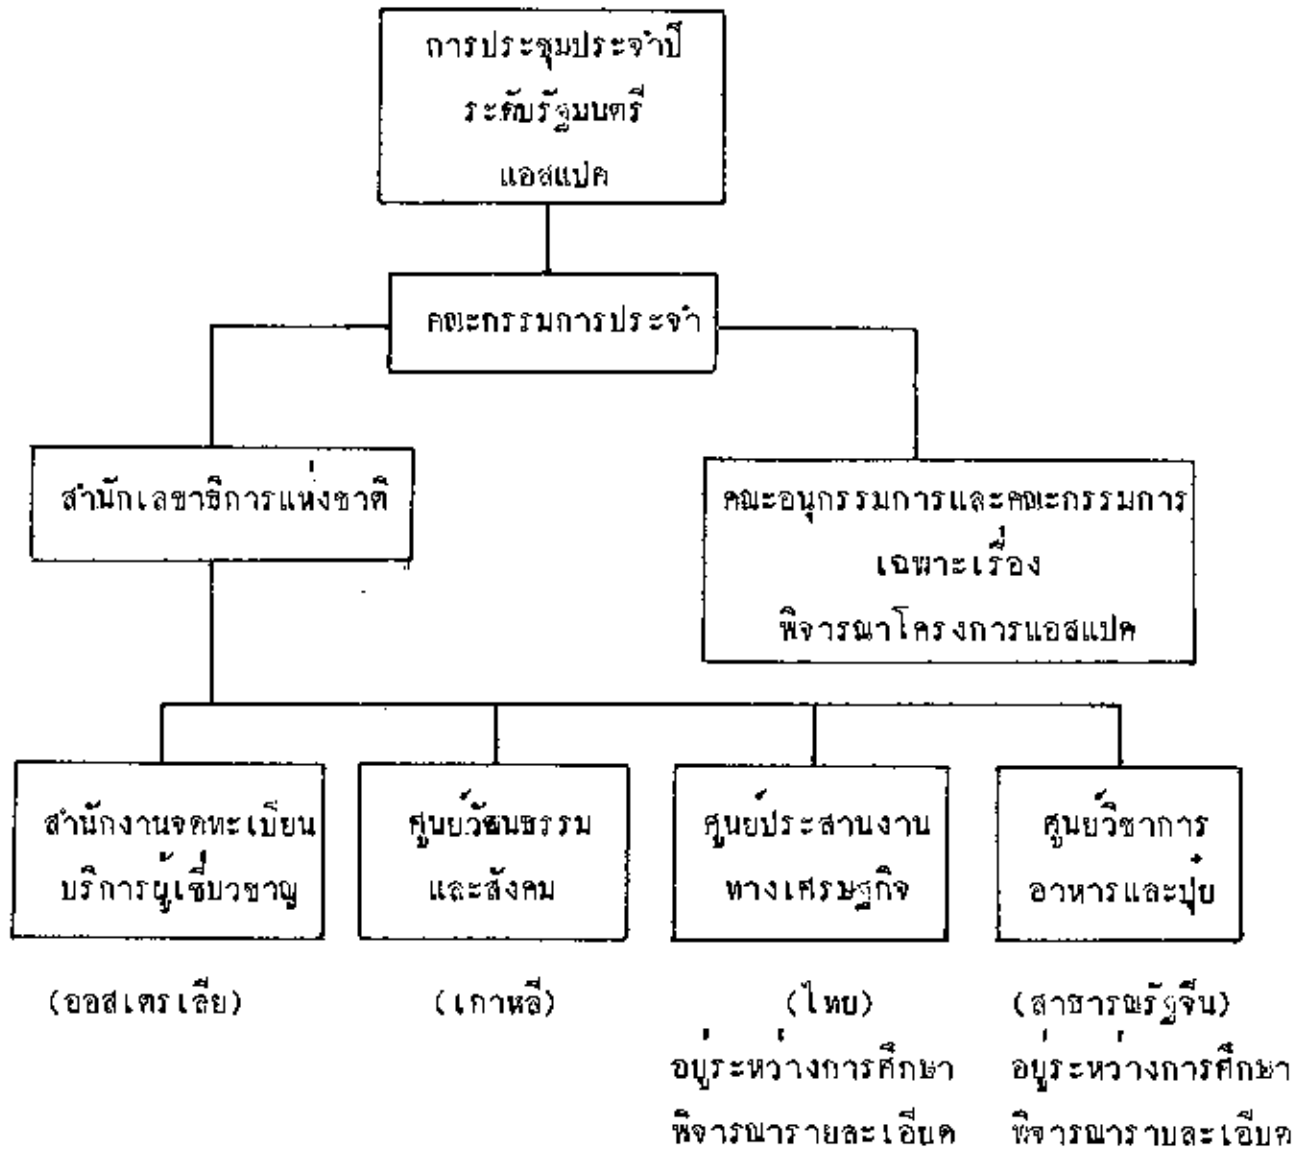 การประชุมประจำปี
ระดับรัฐมนตรี
แอสแปค
คณะกรรมการประจำ
สำนักเลขาธิการแห่งชาติ
คณะอนุกรรมการและคณะกรรมการ
เฉพาะเรื่อง
พิจารณาโครงการแอสแปค
สำนักงานจดทะเบียน
บริการผู้เชี่ยวชาญ
(ออสเตรเลีย)
ศูนย์วัฒนธรรม
และสังคม
(เกาหลี)
ศูนย์ประสานงาน
ทางเศรษฐกิจ
(ไทย)
อยู่ระหว่างการศึกษา
พิจารณารายละเอียด
ศูนย์วิชาการ
อาหารและปุ๋ย
(สาธารณรัฐจีน)
อยู่ระหว่างการศึกษา
พิจารณารายละเอียด